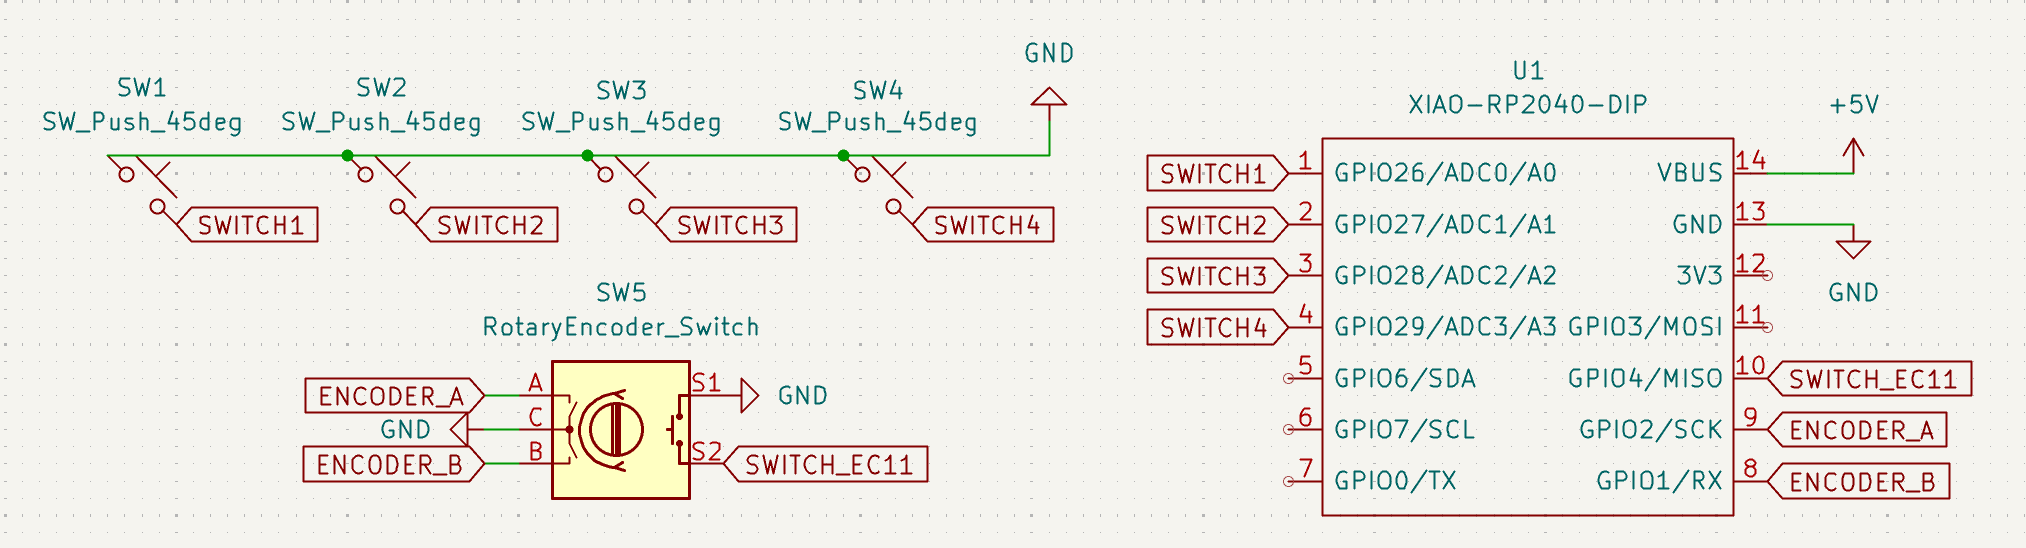 SW1
SW_Push_45deg
SW2
SW_Push_45deg
SW3
SW_Push_45deg
SW4
SW_Push_45deg
GND
SWITCH1
SWITCH2
SWITCH3
SWITCH4
SW5
RotaryEncoder_Switch
ENCODER_A
A
GND
C
ENCODER_B
B
S1
GND
S2
SWITCH_EC11
U1
XIAO-RP2040-DIP
SWITCH1
1
GPIO26/ADC0/A0
SWITCH2
2
GPIO27/ADC1/A1
SWITCH3
3
GPIO28/ADC2/A2
SWITCH4
4
GPIO29/ADC3/A3
5
GPIO6/SDA
6
GPIO7/SCL
7
GPIO0/TX
VBUS
14
+5V
GND
13
GND
3V3
12
GPIO3/MOSI
11
GPIO4/MISO
10
SWITCH_EC11
GPIO2/SCK
9
ENCODER_A
GPIO1/RX
8
ENCODER_B